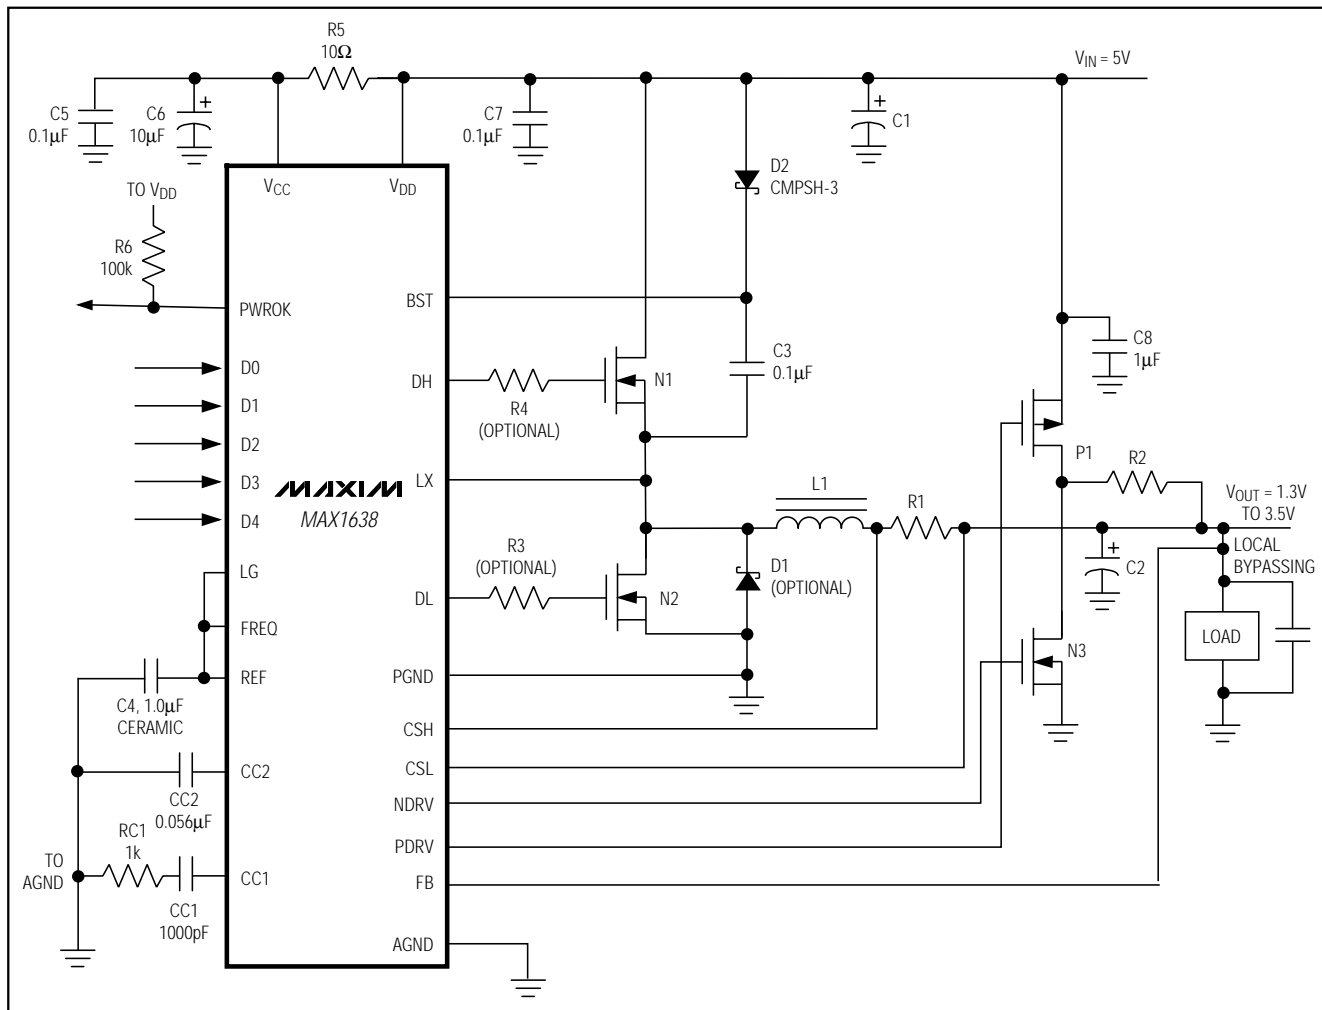 R5
10Ω
VIN = 5V
C5
0.1µF
C6
10µF
+
C7
0.1µF
+
C1
VCC
VDD
D2
CMPSH-3
TO VDD
R6
100k
PWROK
BST
D0
D1
D2
D3
D4
DH
R4
(OPTIONAL)
N1
C3
0.1µF
C8
1µF
P1
R2
LX
MAXIM
MAX1638
L1
R1
VOUT = 1.3V
TO 3.5V
R3
(OPTIONAL)
DL
N2
D1
(OPTIONAL)
+
C2
LOCAL
BYPASSING
LOAD
LG
FREQ
REF
C4, 1.0µF
CERAMIC
PGND
N3
CSH
CSL
CC2
CC2
0.056µF
NDRV
RC1
1k
PDRV
TO
AGND
CC1
FB
CC1
1000pF
AGND